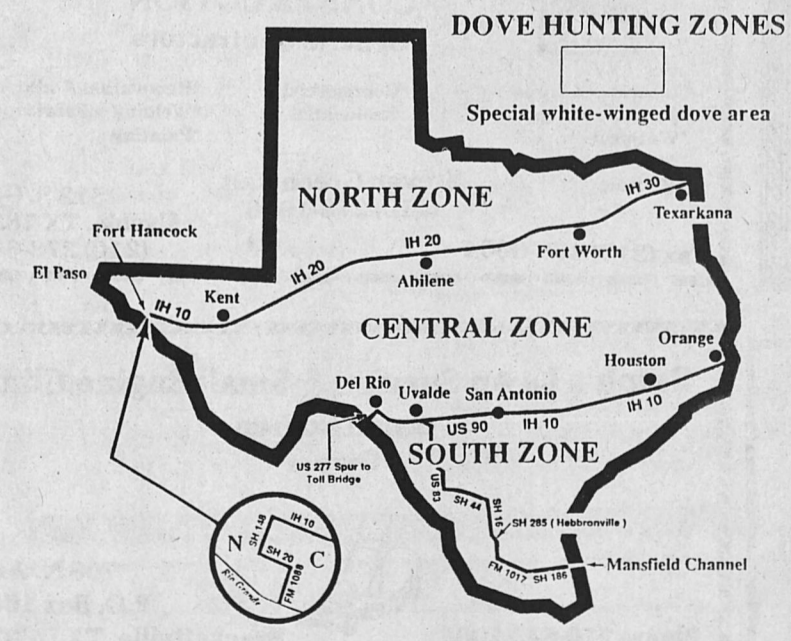 DOVE HUNTING ZONES
Special white-winged dove area
NORTH ZONE
IH 30
Texarkana
Fort Hancock
IH 20
Fort Worth
El Paso
IH 20
Abilene
IH 10
Kent
CENTRAL ZONE
Orange
Houston
Del Rio
Uvalde
San Antonio
IH 10
US 90
IH 10
SOUTH ZONE
US 277 Spur to
Toll Bridge
US 83
SH 44
SH 16
SH 285 (Hebbronville)
FM 1017
SH 186
Mansfield Channel
IH 10
SH 148
N
SH 20
C
FM 1088
Rio Grande